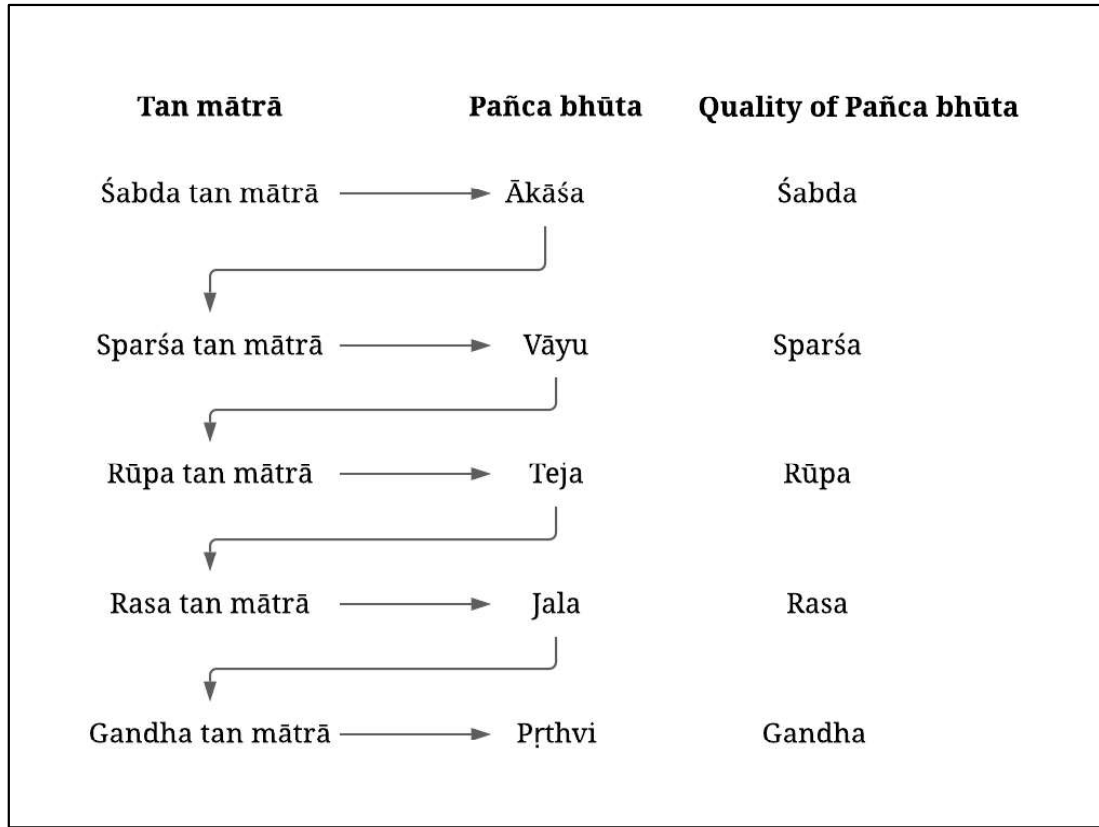 Tan mātrā Pañca bhūta Quality of Pañca bhūta
Śabda tan mātrā Ākāśa Śabda
Sparśa tan mātrā Vāyu Sparśa
Rūpa tan mātrā Teja Rūpa
Rasa tan mātrā Jala Rasa
Gandha tan mātrā Pṛthvi Gandha